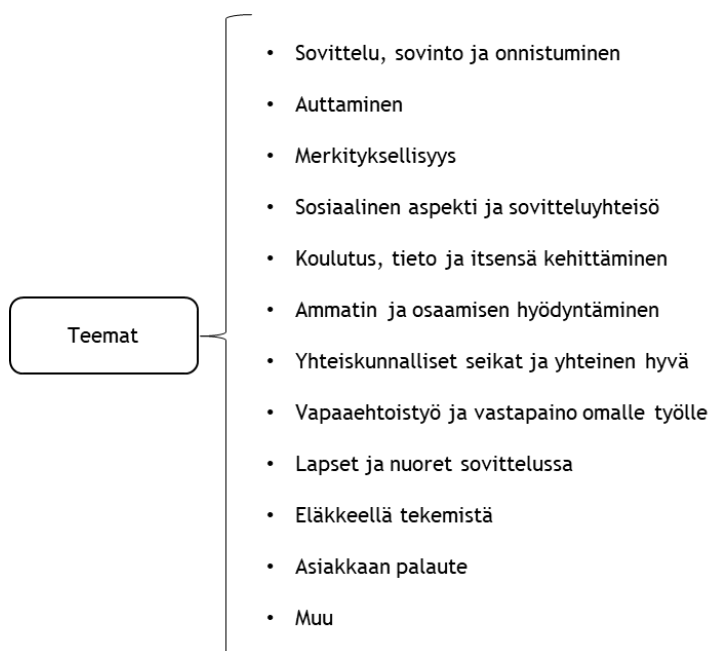 Teemat
• Sovittelu, sovinto ja onnistuminen
• Auttaminen
• Merkityksellisyys
• Sosiaalinen aspekti ja sovitteluyhteisö
• Koulutus, tieto ja itsensä kehittäminen
• Ammatin ja osaamisen hyödyntäminen
• Yhteiskunnalliset seikat ja yhteinen hyvä
• Vapaaehtoistyö ja vastapaino omalle työlle
• Lapset ja nuoret sovittelussa
• Eläkkeellä tekemistä
• Asiakkaan palaute
• Muu